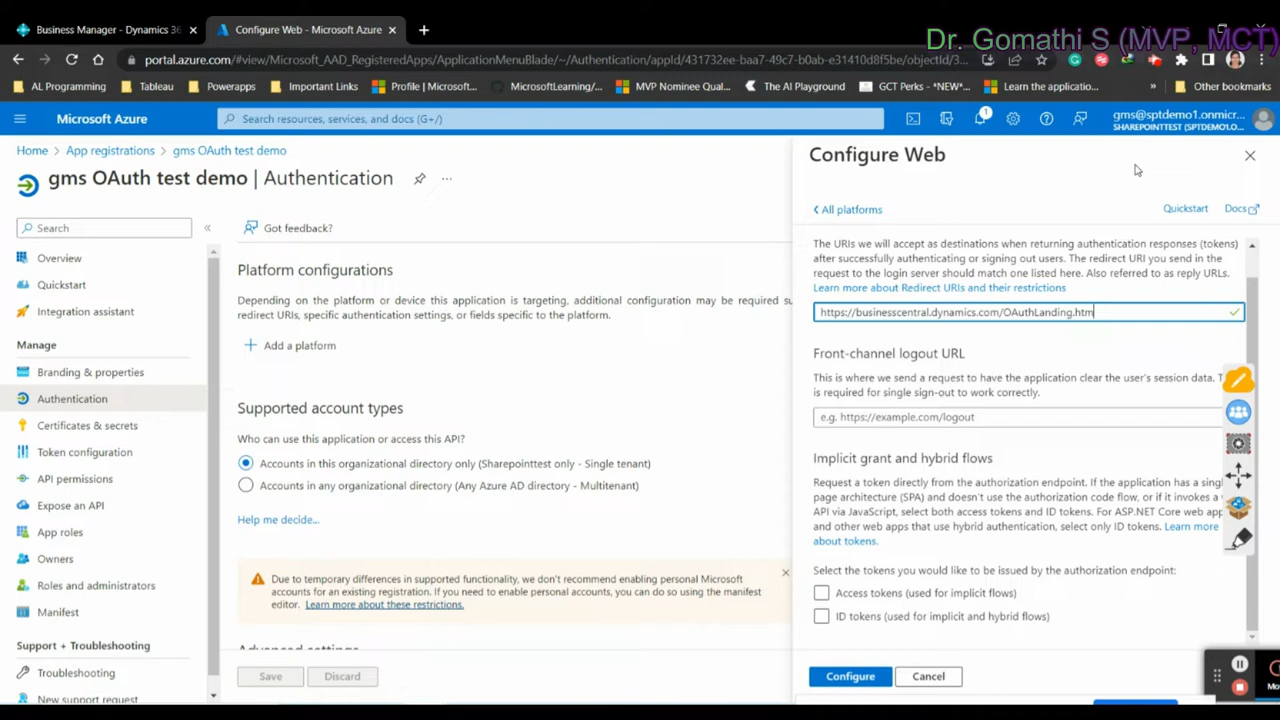 Business Manager - Dynamics 36
Configure Web - Microsoft Azure
Dr. Gomathi S (MVP, MCT)
portal.azure.com/#view/Microsoft_AAD_RegisteredApps/ApplicationMenuBlade/~/Authentication/appId/431732ee-baa7-49c7-b0ab-e31410d8f5be/objectId/3...
AL Programming
Tableau
Powerapps
Important Links
Profile | Microsoft...
MicrosoftLearning/...
MVP Nominee Qual...
The AI Playground
GCT Perks - *NEW*...
Learn the applicatio...
»
Other bookmarks
Microsoft Azure
Search resources, services, and docs (G+/)
1
gms@sptdemo1.onmicr...
SHAREPOINTTEST (SPTDEMO1.O...
Home > App registrations > gms OAuth test demo
gms OAuth test demo | Authentication
...
Search
«
Overview
Quickstart
Integration assistant
Manage
Branding & properties
Authentication
Certificates & secrets
Token configuration
API permissions
Expose an API
App roles
Owners
Roles and administrators
Manifest
Support + Troubleshooting
Troubleshooting
New support request
Got feedback?
Platform configurations
Depending on the platform or device this application is targeting, additional configuration may be required su
redirect URIs, specific authentication settings, or fields specific to the platform.
+ Add a platform
Supported account types
Who can use this application or access this API?
Accounts in this organizational directory only (Sharepointtest only - Single tenant)
Accounts in any organizational directory (Any Azure AD directory - Multitenant)
Help me decide...
Due to temporary differences in supported functionality, we don't recommend enabling personal Microsoft
accounts for an existing registration. If you need to enable personal accounts, you can do so using the manifest
editor. Learn more about these restrictions.
Advanced settings
Save
Discard
Configure Web
All platforms
Quickstart
Docs
The URIs we will accept as destinations when returning authentication responses (tokens)
after successfully authenticating or signing out users. The redirect URI you send in the
request to the login server should match one listed here. Also referred to as reply URLs.
Learn more about Redirect URIs and their restrictions
https://businesscentral.dynamics.com/OAuthLanding.htm
Front-channel logout URL
This is where we send a request to have the application clear the user's session data. T
is required for single sign-out to work correctly.
e.g. https://example.com/logout
Implicit grant and hybrid flows
Request a token directly from the authorization endpoint. If the application has a singl
page architecture (SPA) and doesn't use the authorization code flow, or if it invokes a
API via JavaScript, select both access tokens and ID tokens. For ASP.NET Core web app
and other web apps that use hybrid authentication, select only ID tokens. Learn more
about tokens.
Select the tokens you would like to be issued by the authorization endpoint:
Access tokens (used for implicit flows)
ID tokens (used for implicit and hybrid flows)
Configure
Cancel